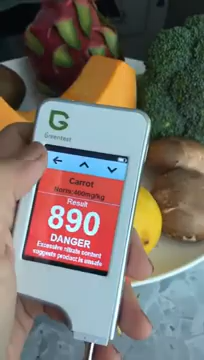 Greentest
Carrot
Norm:400mg/kg
Result
890
DANGER
Excessive nitrate content
suggests product is unsafe